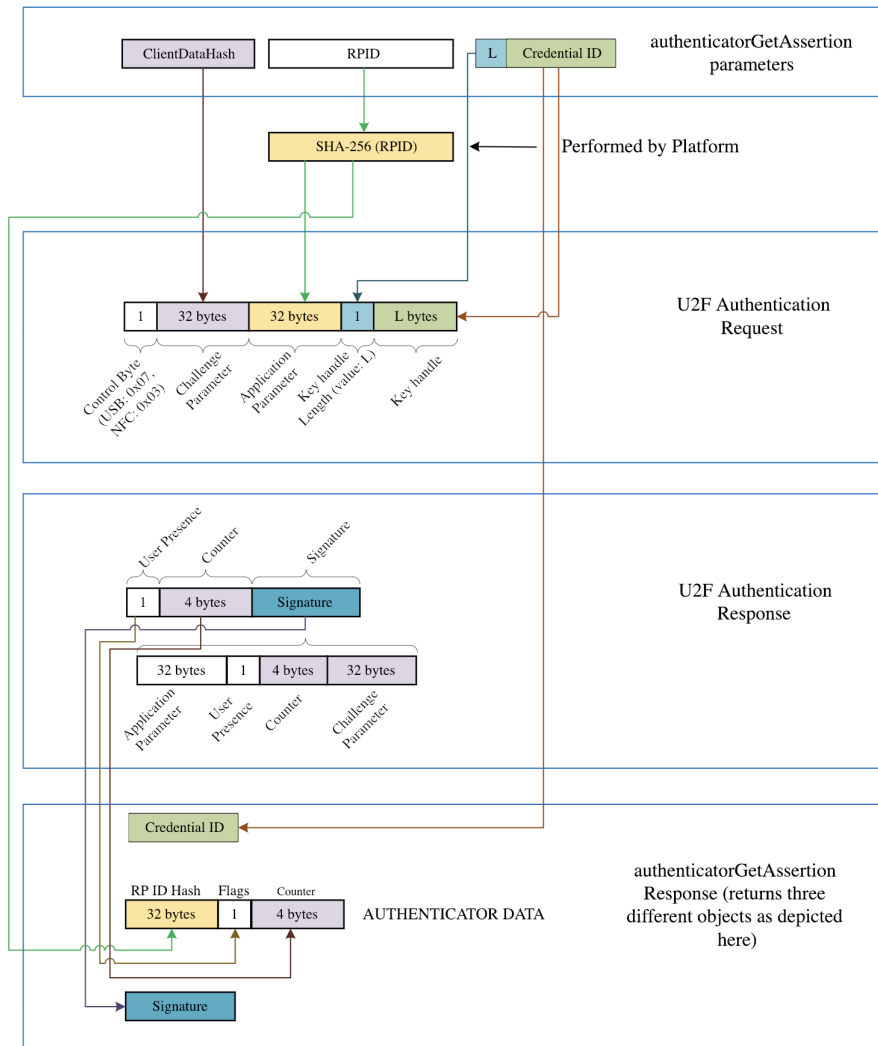 ClientDataHash
RPID
L
Credential ID
authenticatorGetAssertion
parameters
SHA-256 (RPID)
Performed by Platform
U2F Authentication
Request
1
32 bytes
32 bytes
1
L bytes
Control Byte
(USB: 0x07,
NFC: 0x03)
Challenge
Parameter
Application
Parameter
Key handle
Length (value: L)
Key handle
User Presence
Counter
Signature
1
4 bytes
Signature
U2F Authentication
Response
32 bytes
1
4 bytes
32 bytes
Application
Parameter
User
Presence
Counter
Challenge
Parameter
Credential ID
authenticatorGetAssertion
Response (returns three
different objects as depicted
here)
RP ID Hash
Flags
Counter
32 bytes
1
4 bytes
AUTHENTICATOR DATA
Signature